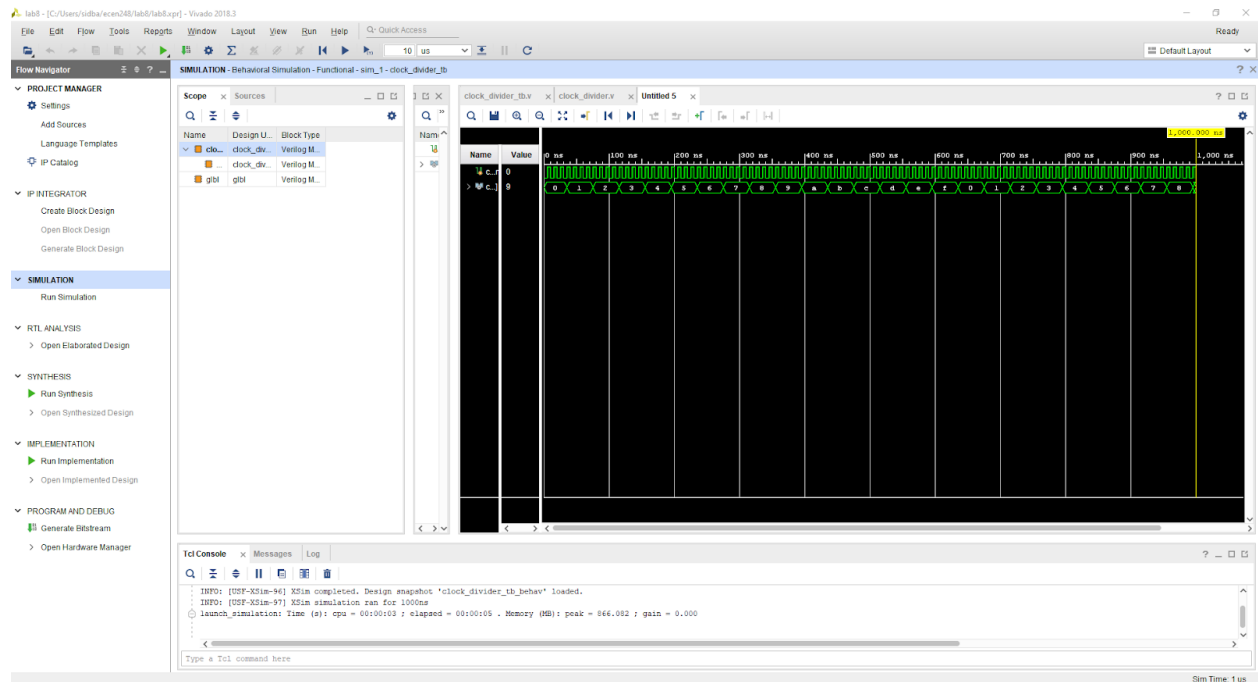 lab8 - [C:/Users/sidba/ecen248/lab8/lab8.xpr] - Vivado 2018.3
File Edit Flow Tools Reports Window Layout View Run Help Q- Quick Access Ready
10 us Default Layout
Flow Navigator SIMULATION - Behavioral Simulation - Functional - sim_1 - clock_divider_tb
PROJECT MANAGER
Settings
Add Sources
Language Templates
IP Catalog
IP INTEGRATOR
Create Block Design
Open Block Design
Generate Block Design
SIMULATION
Run Simulation
RTL ANALYSIS
Open Elaborated Design
SYNTHESIS
Run Synthesis
Open Synthesized Design
IMPLEMENTATION
Run Implementation
Open Implemented Design
PROGRAM AND DEBUG
Generate Bitstream
Open Hardware Manager
Scope Sources
Name Design U... Block Type
clo... clock_div... Verilog M...
... clock_div... Verilog M...
glbl glbl Verilog M...
Nam
clock_divider_tb.v clock_divider.v Untitled 5
1,000.000 ns
Name Value 0 ns 100 ns 200 ns 300 ns 400 ns 500 ns 600 ns 700 ns 800 ns 900 ns 1,000 ns
c...r 0
c...] 9 0 1 2 3 4 5 6 7 8 9 a b c d e f 0 1 2 3 4 5 6 7 8
Tcl Console Messages Log
INFO: [USF-XSim-96] XSim completed. Design snapshot 'clock_divider_tb_behav' loaded.
INFO: [USF-XSim-97] XSim simulation ran for 1000ns
launch_simulation: Time (s): cpu = 00:00:03 ; elapsed = 00:00:05 . Memory (MB): peak = 866.082 ; gain = 0.000
Type a Tcl command here
Sim Time: 1 us